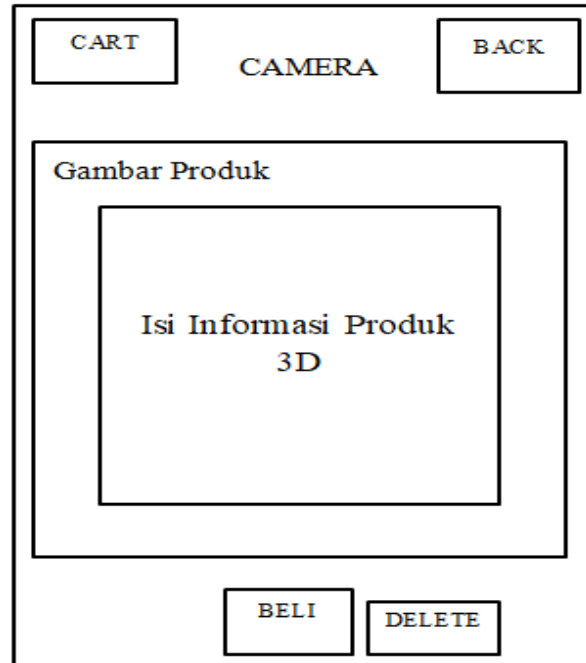 CART
CAMERA
BACK
Gambar Produk
Isi Informasi Produk
3D
BELI
DELETE